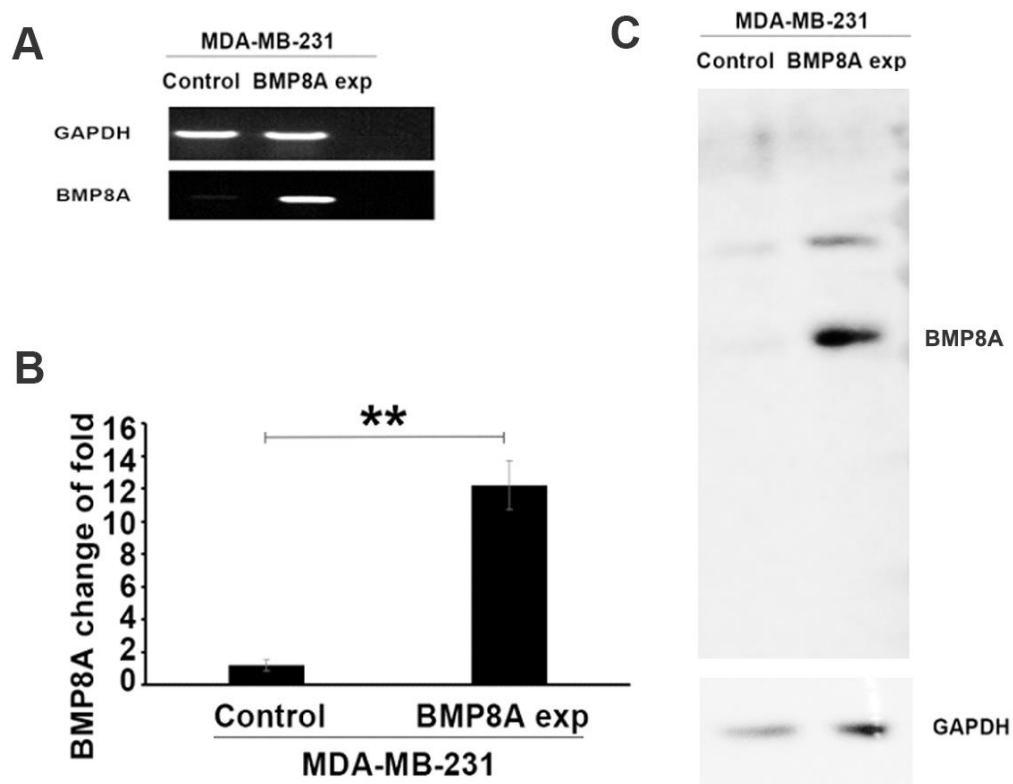 A
MDA-MB-231
Control BMP8A exp
GAPDH
BMP8A
B
BMP8A change of fold
16
14
12
10
8
6
4
2
0
**
Control BMP8A exp
MDA-MB-231
C
MDA-MB-231
Control BMP8A exp
BMP8A
GAPDH